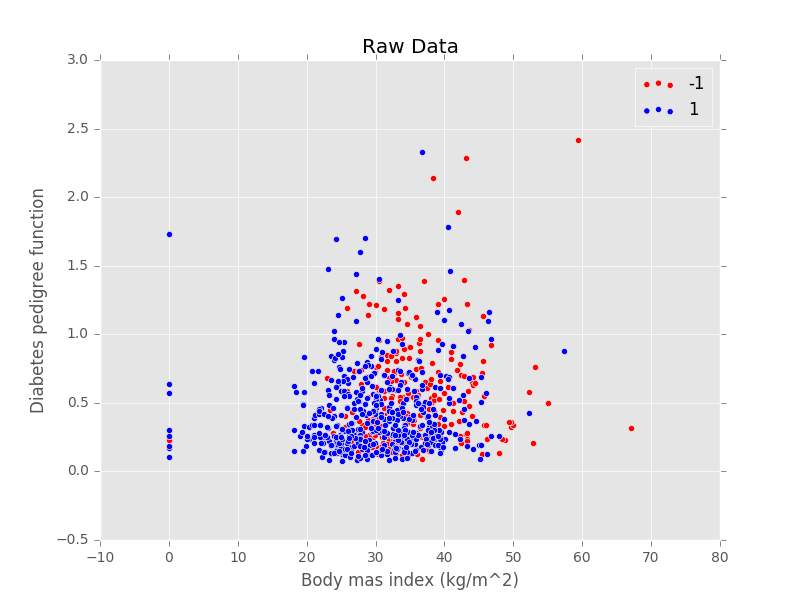 Raw Data
-1
1
3.0
2.5
2.0
1.5
1.0
0.5
0.0
−0.5
Diabetes pedigree function
−10 0 10 20 30 40 50 60 70 80
Body mas index (kg/m^2)